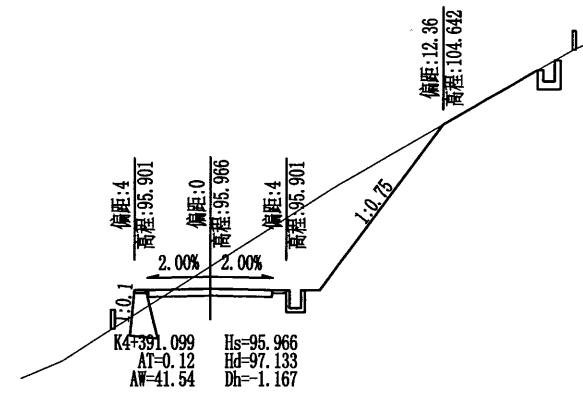 偏距:12.36
高程:104.642
偏距:4
高程:95.901
偏距:0
高程:95.966
偏距:4
高程:95.901
1:0.75
2.00% 2.00%
1:0.1
K4+391.099 Hs=95.966
AT=0.12 Hd=97.133
AW=41.54 Dh=-1.167